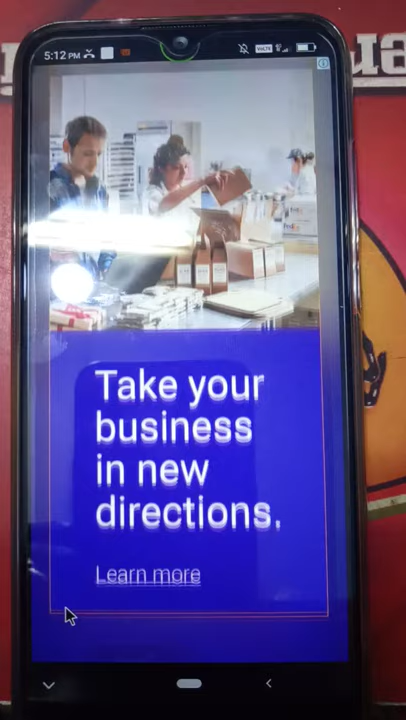 5:12 PM
Take your
business
in new
directions.
Learn more